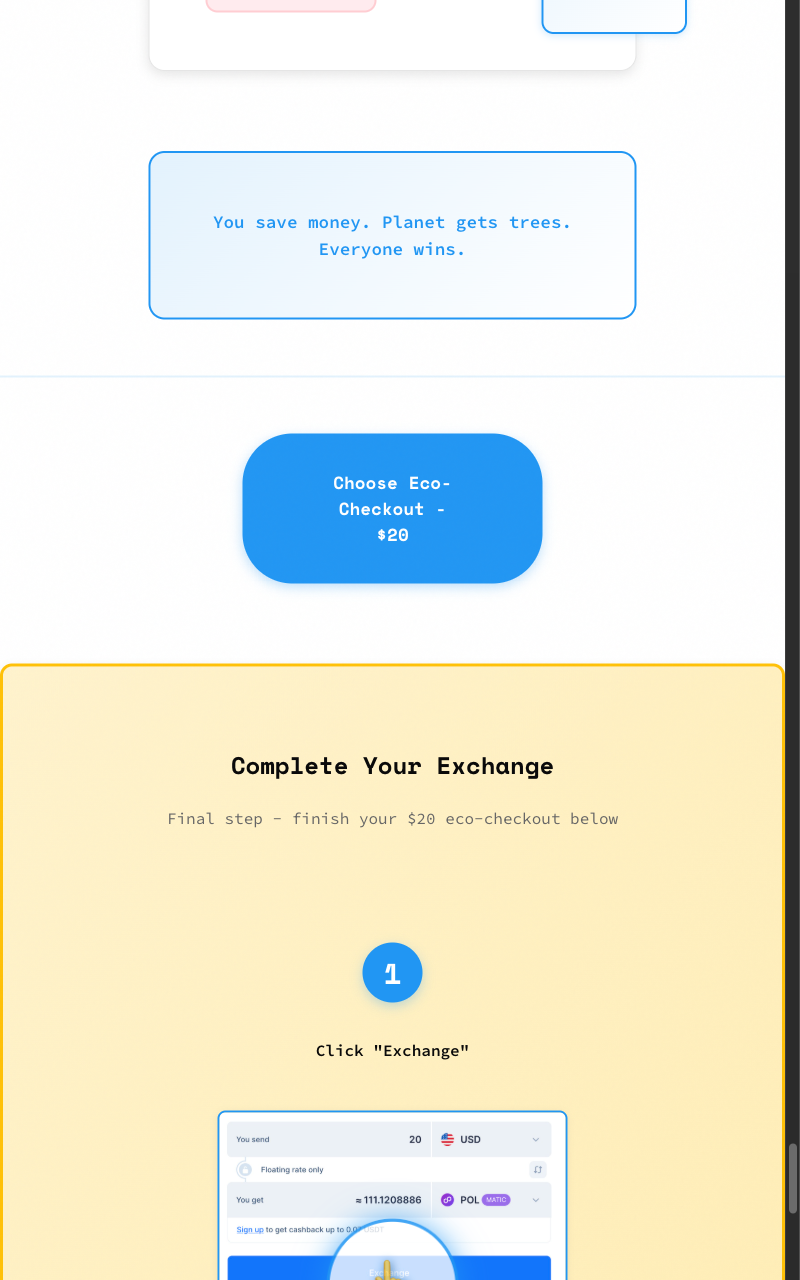 You save money. Planet gets trees.
Everyone wins.
Choose Eco-
Checkout -
$20
Complete Your Exchange
Final step - finish your $20 eco-checkout below
1
Click "Exchange"
You send 20 USD
Floating rate only
You get ≈ 111.1208886 POL MATIC
Sign up to get cashback up to 0.0
Exchange